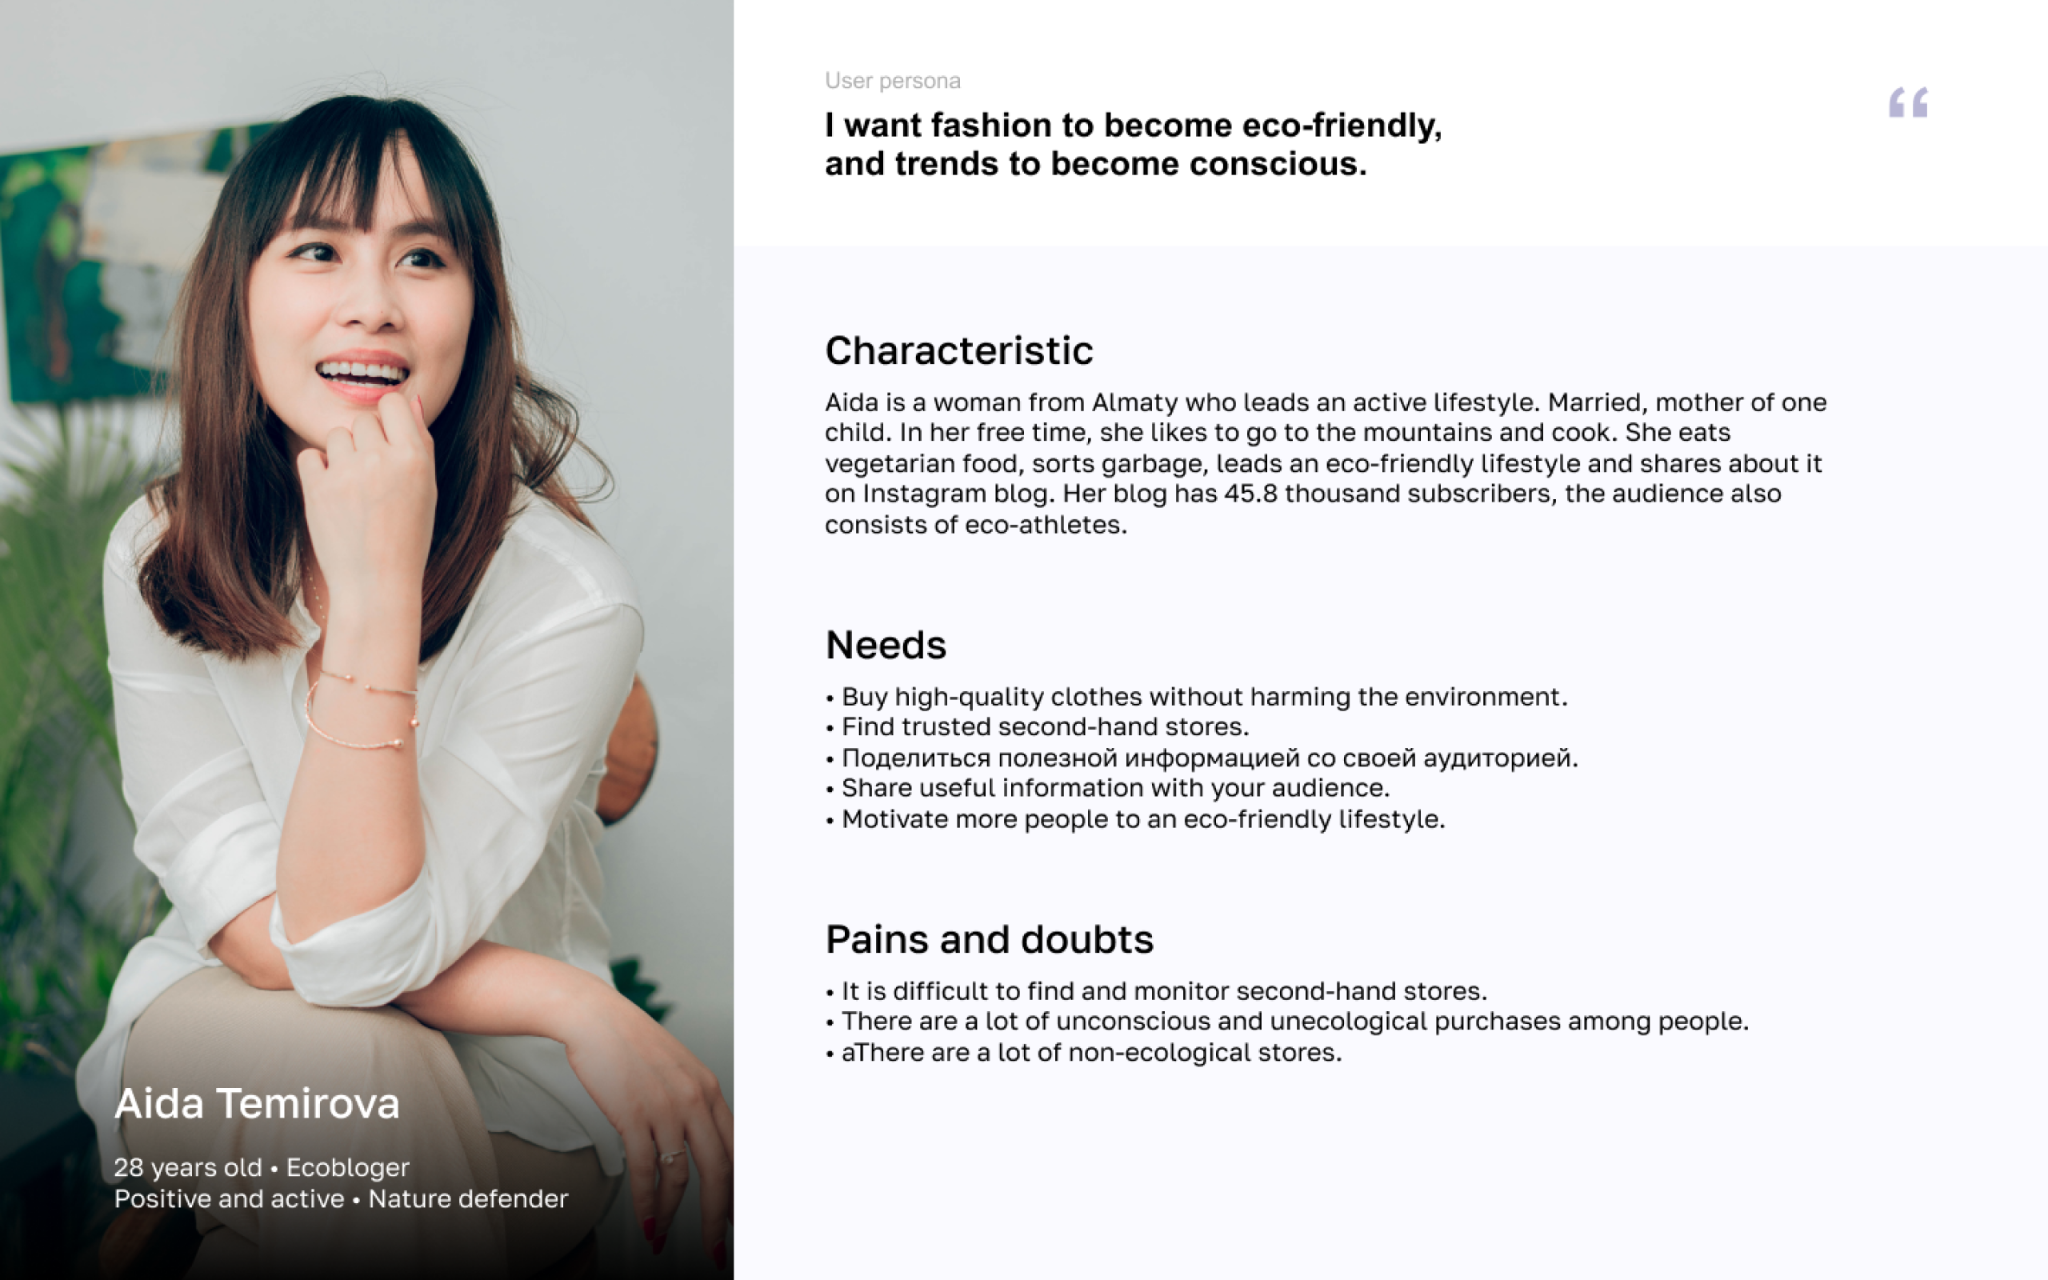 User persona
I want fashion to become eco-friendly,
and trends to become conscious.
“
Characteristic
Aida is a woman from Almaty who leads an active lifestyle. Married, mother of one
child. In her free time, she likes to go to the mountains and cook. She eats
vegetarian food, sorts garbage, leads an eco-friendly lifestyle and shares about it
on Instagram blog. Her blog has 45.8 thousand subscribers, the audience also
consists of eco-athletes.
Needs
• Buy high-quality clothes without harming the environment.
• Find trusted second-hand stores.
• Поделиться полезной информацией со своей аудиторией.
• Share useful information with your audience.
• Motivate more people to an eco-friendly lifestyle.
Pains and doubts
• It is difficult to find and monitor second-hand stores.
• There are a lot of unconscious and unecological purchases among people.
• aThere are a lot of non-ecological stores.
Aida Temirova
28 years old • Ecobloger
Positive and active • Nature defender